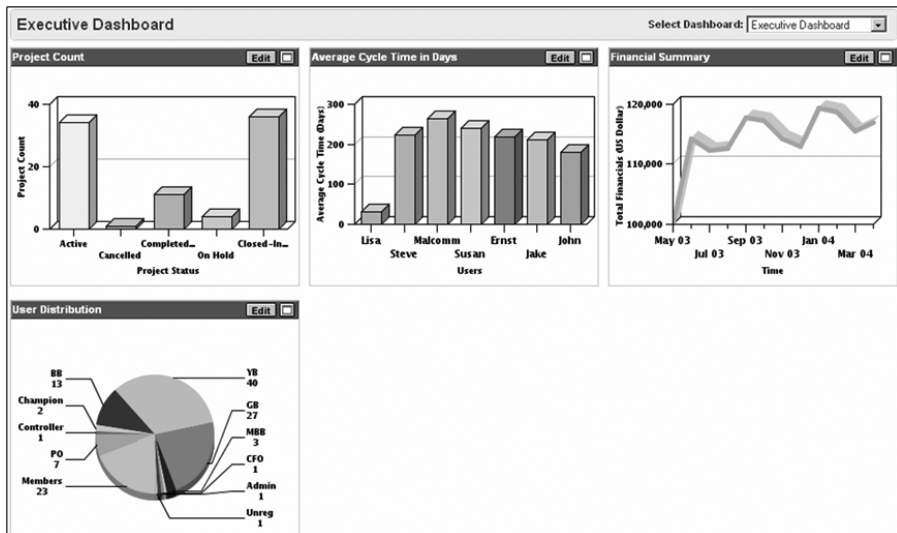 Executive Dashboard
Select Dashboard: Executive Dashboard
Project Count Edit
40
20
0
Project Count
Active
Cancelled
Completed...
On Hold
Closed-In...
Project Status
Average Cycle Time in Days Edit
300
200
100
0
Average Cycle Time (Days)
Lisa
Steve
Malcomm
Susan
Ernst
Jake
John
Users
Financial Summary Edit
120,000
110,000
100,000
Total Financials (US Dollar)
May 03
Jul 03
Sep 03
Nov 03
Jan 04
Mar 04
Time
User Distribution Edit
BB
13
Champion
2
Controller
1
PO
7
Members
23
YB
40
GB
27
MBB
3
CFO
1
Admin
1
Unreg
1